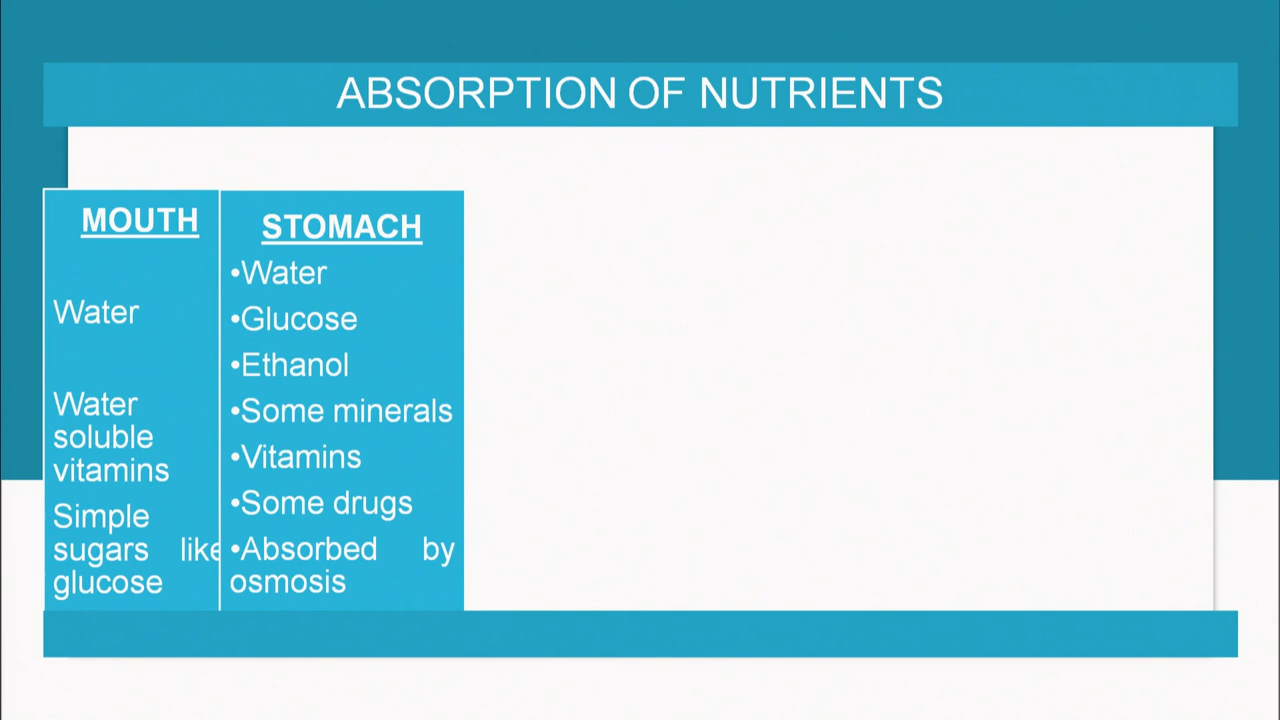 ABSORPTION OF NUTRIENTS
MOUTH
Water
Water
soluble
vitamins
Simple
sugars like
glucose
STOMACH
•Water
•Glucose
•Ethanol
•Some minerals
•Vitamins
•Some drugs
•Absorbed by
osmosis